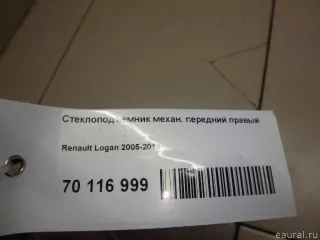 Стеклоподъемник механ. передний правый
Renault Logan 2005-201
70 116 999
eaural.ru